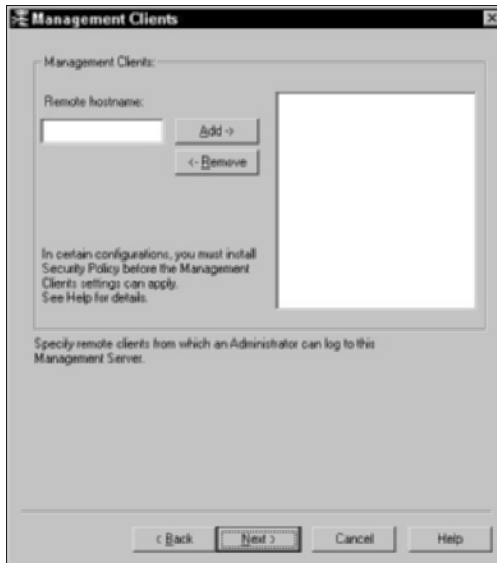 Management Clients
Management Clients:
Remote hostname:
Add ->
<- Remove
In certain configurations, you must install
Security Policy before the Management
Clients settings can apply.
See Help for details.
Specify remote clients from which an Administrator can log to this
Management Server.
< Back
Next >
Cancel
Help